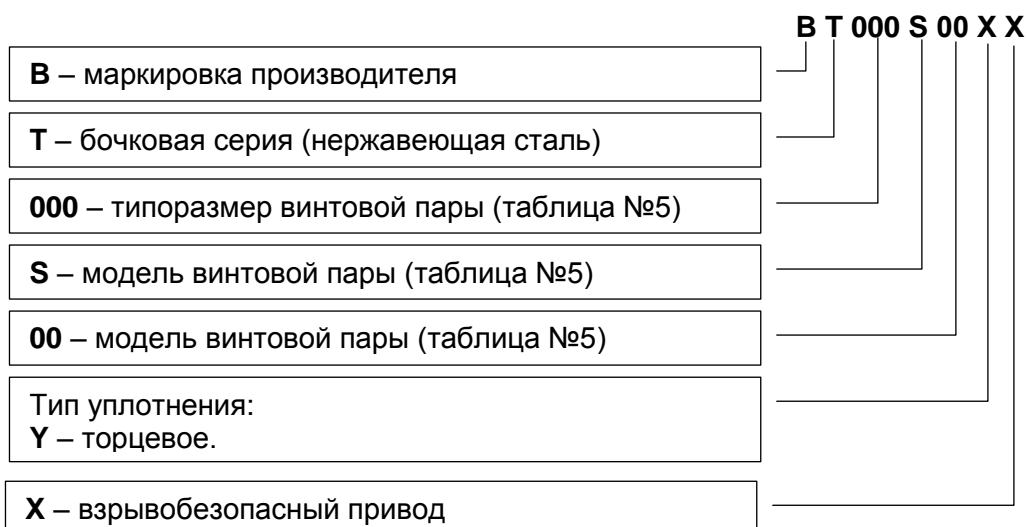 B T 000 S 00 X X
B – маркировка производителя
T – бочковая серия (нержавеющая сталь)
000 – типоразмер винтовой пары (таблица №5)
S – модель винтовой пары (таблица №5)
00 – модель винтовой пары (таблица №5)
Тип уплотнения:
Y – торцевое.
X – взрывобезопасный привод